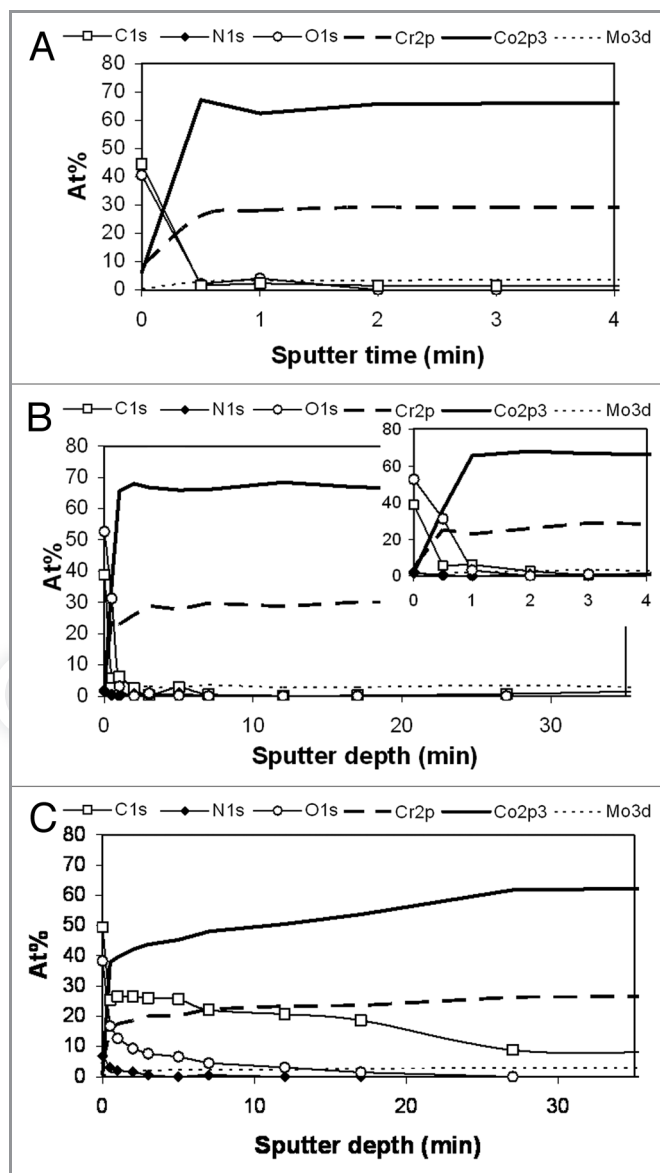 A
C1s N1s O1s Cr2p Co2p3 Mo3d
80
70
60
50
40
30
20
10
0
At%
0 1 2 3 4
Sputter time (min)
B
C1s N1s O1s Cr2p Co2p3 Mo3d
80
70
60
50
40
30
20
10
0
At%
80
60
40
20
0
0 1 2 3 4
0 10 20 30
Sputter depth (min)
C
C1s N1s O1s Cr2p Co2p3 Mo3d
80
70
60
50
40
30
20
10
0
At%
0 10 20 30
Sputter depth (min)